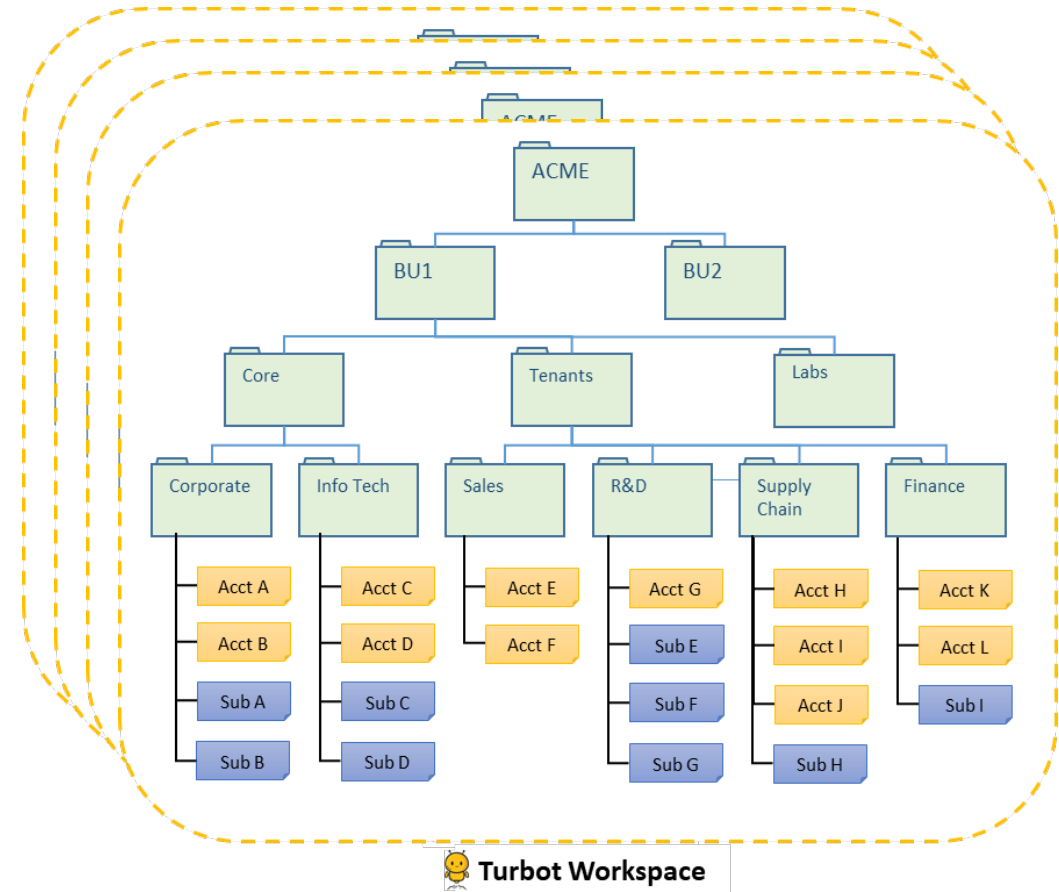 ACME
ACME
BU1
BU2
Core
Tenants
Labs
Corporate
Info Tech
Sales
R&D
Supply
Chain
Finance
Acct A
Acct C
Acct E
Acct G
Acct H
Acct K
Acct B
Acct D
Acct F
Sub E
Acct I
Acct L
Sub A
Sub C
Sub F
Acct J
Sub I
Sub B
Sub D
Sub G
Sub H
Turbot Workspace